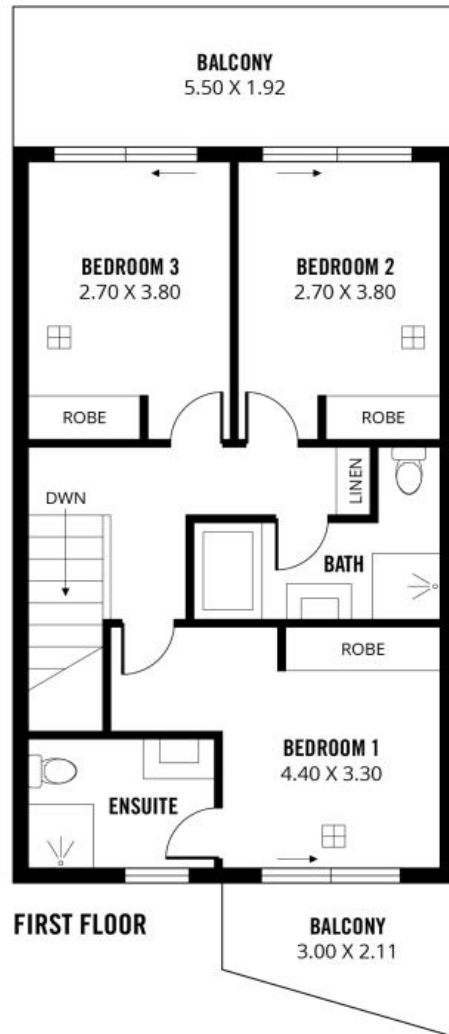 BALCONY
5.50 X 1.92
BEDROOM 3
2.70 X 3.80
BEDROOM 2
2.70 X 3.80
ROBE
ROBE
DWN
LINEN
BATH
ROBE
BEDROOM 1
4.40 X 3.30
ENSUITE
FIRST FLOOR
BALCONY
3.00 X 2.11